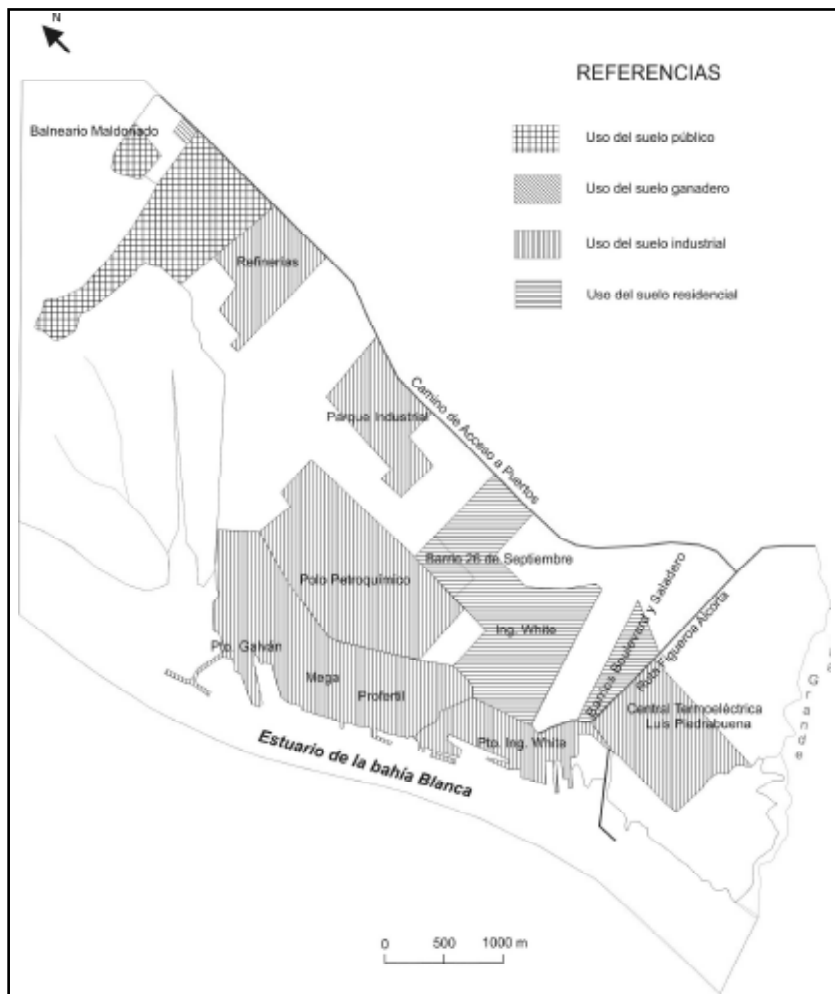 N
REFERENCIAS
Uso del suelo público
Uso del suelo ganadero
Uso del suelo industrial
Uso del suelo residencial
Balneario Maldonado
Refinerías
Parque Industrial
Camino de Acceso a Puertos
Barrio 26 de Septiembre
Polo Petroquímico
Ing. White
Barrios Boulevard y Saladero
Ruta Figueroa Alcorta
Pto. Galván
Mega
Profertil
Pto. Ing. White
Central Termoeléctrica
Luis Piedrabuena
Grande
Estuario de la bahía Blanca
0 500 1000 m